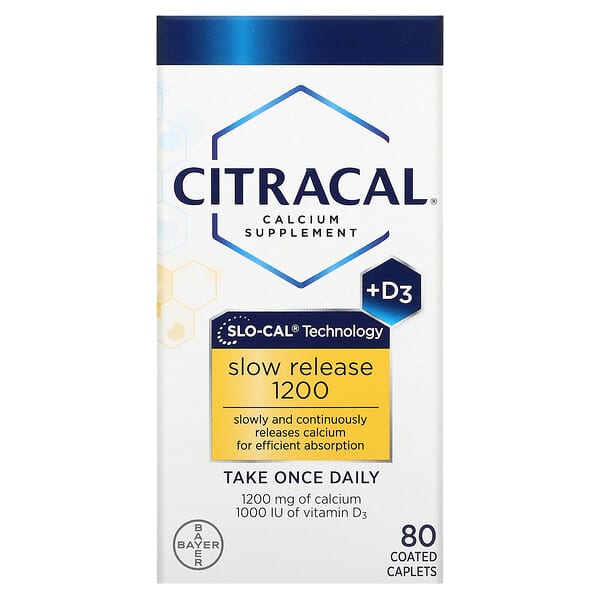 CITRACAL®
CALCIUM
SUPPLEMENT
+D3
SLO-CAL® Technology
slow release
1200
slowly and continuously
releases calcium
for efficient absorption
TAKE ONCE DAILY
1200 mg of calcium
1000 IU of vitamin D3
BAYER
BAYER
80
COATED
CAPLETS